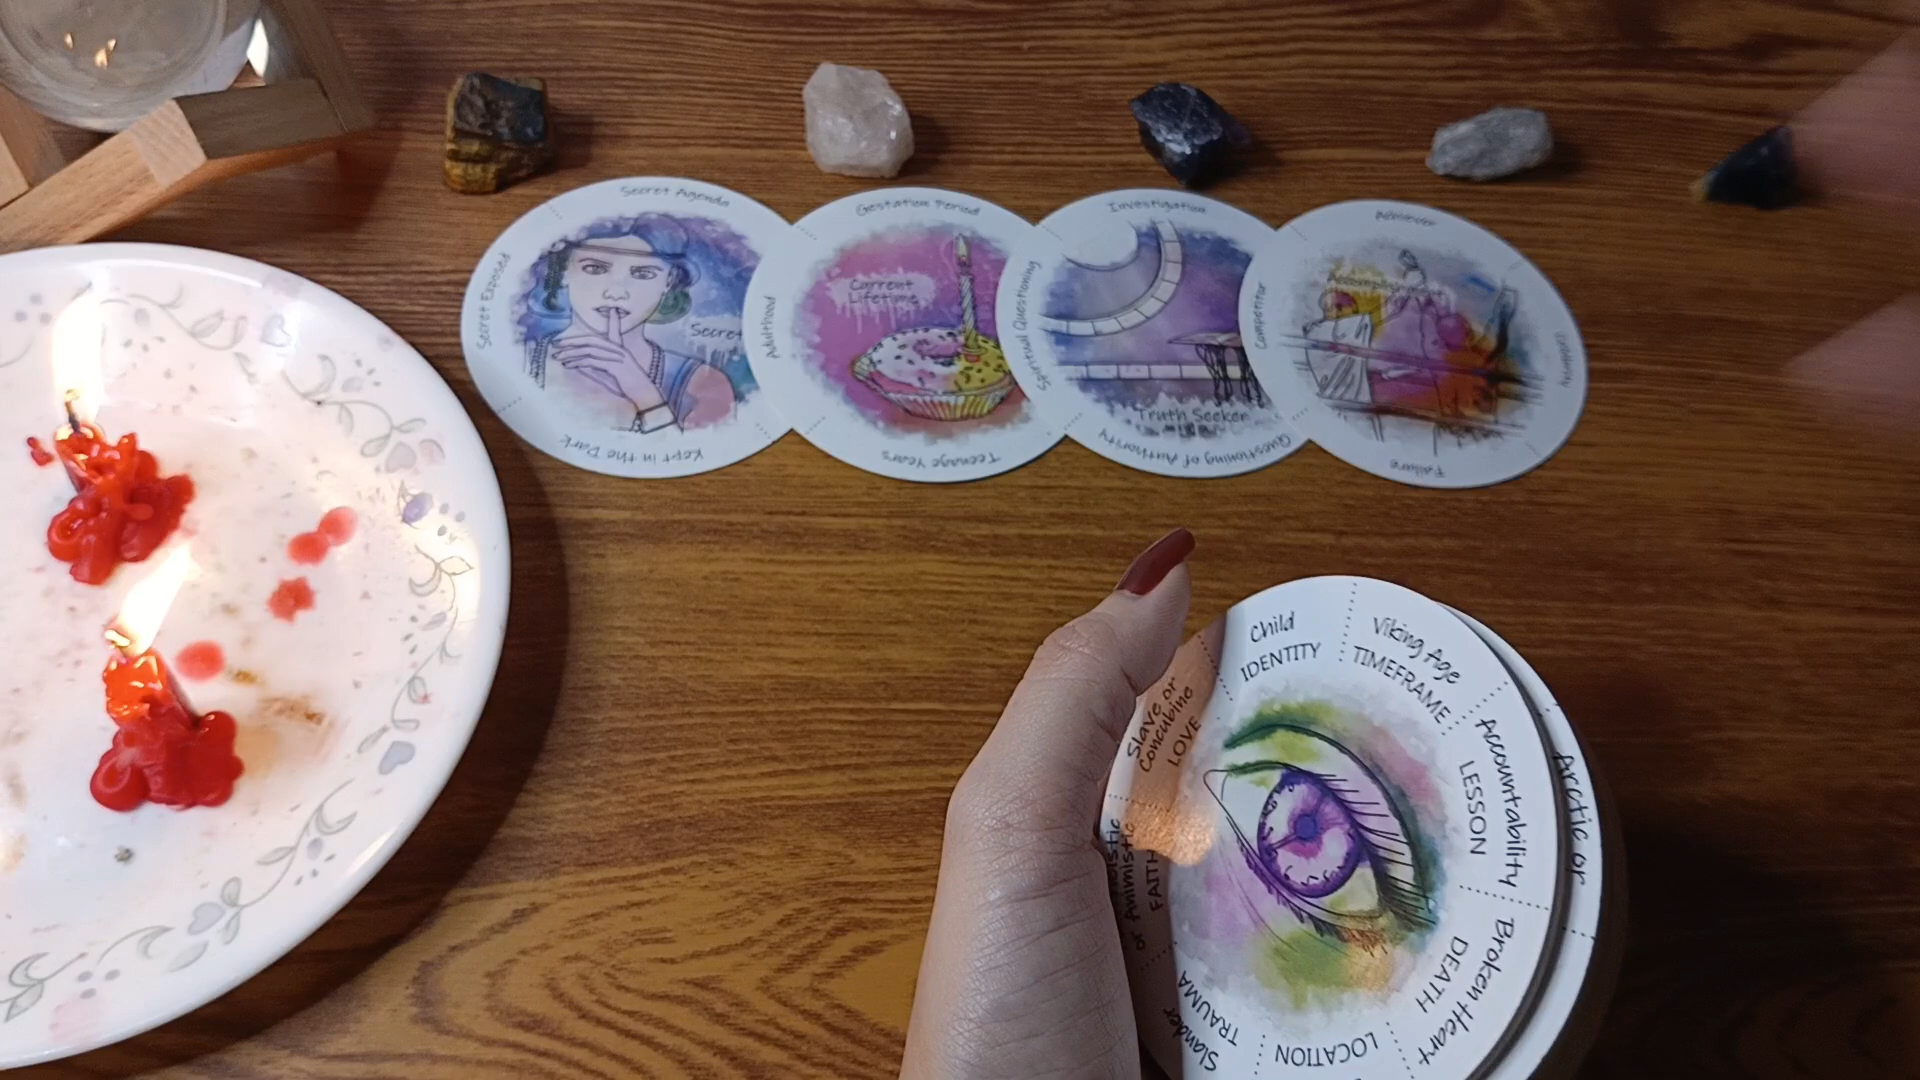 Secret Agenda
Secret Exposed
Secret
Kept in the Dark
Gestation Period
Adulthood
Current
Lifetime
Teenage Years
Investigation
Spiritual Questioning
Truth Seeker
Questioning of Authority
Achiever
Competitor
Accomplishment
Failure
Child
IDENTITY
Viking Age
TIMEFRAME
Accountability
LESSON
Broken Heart
DEATH
LOCATION
Slander
TRAUMA
or Animistic
FAITH
Slave or
Concubine
LOVE
Arctic or